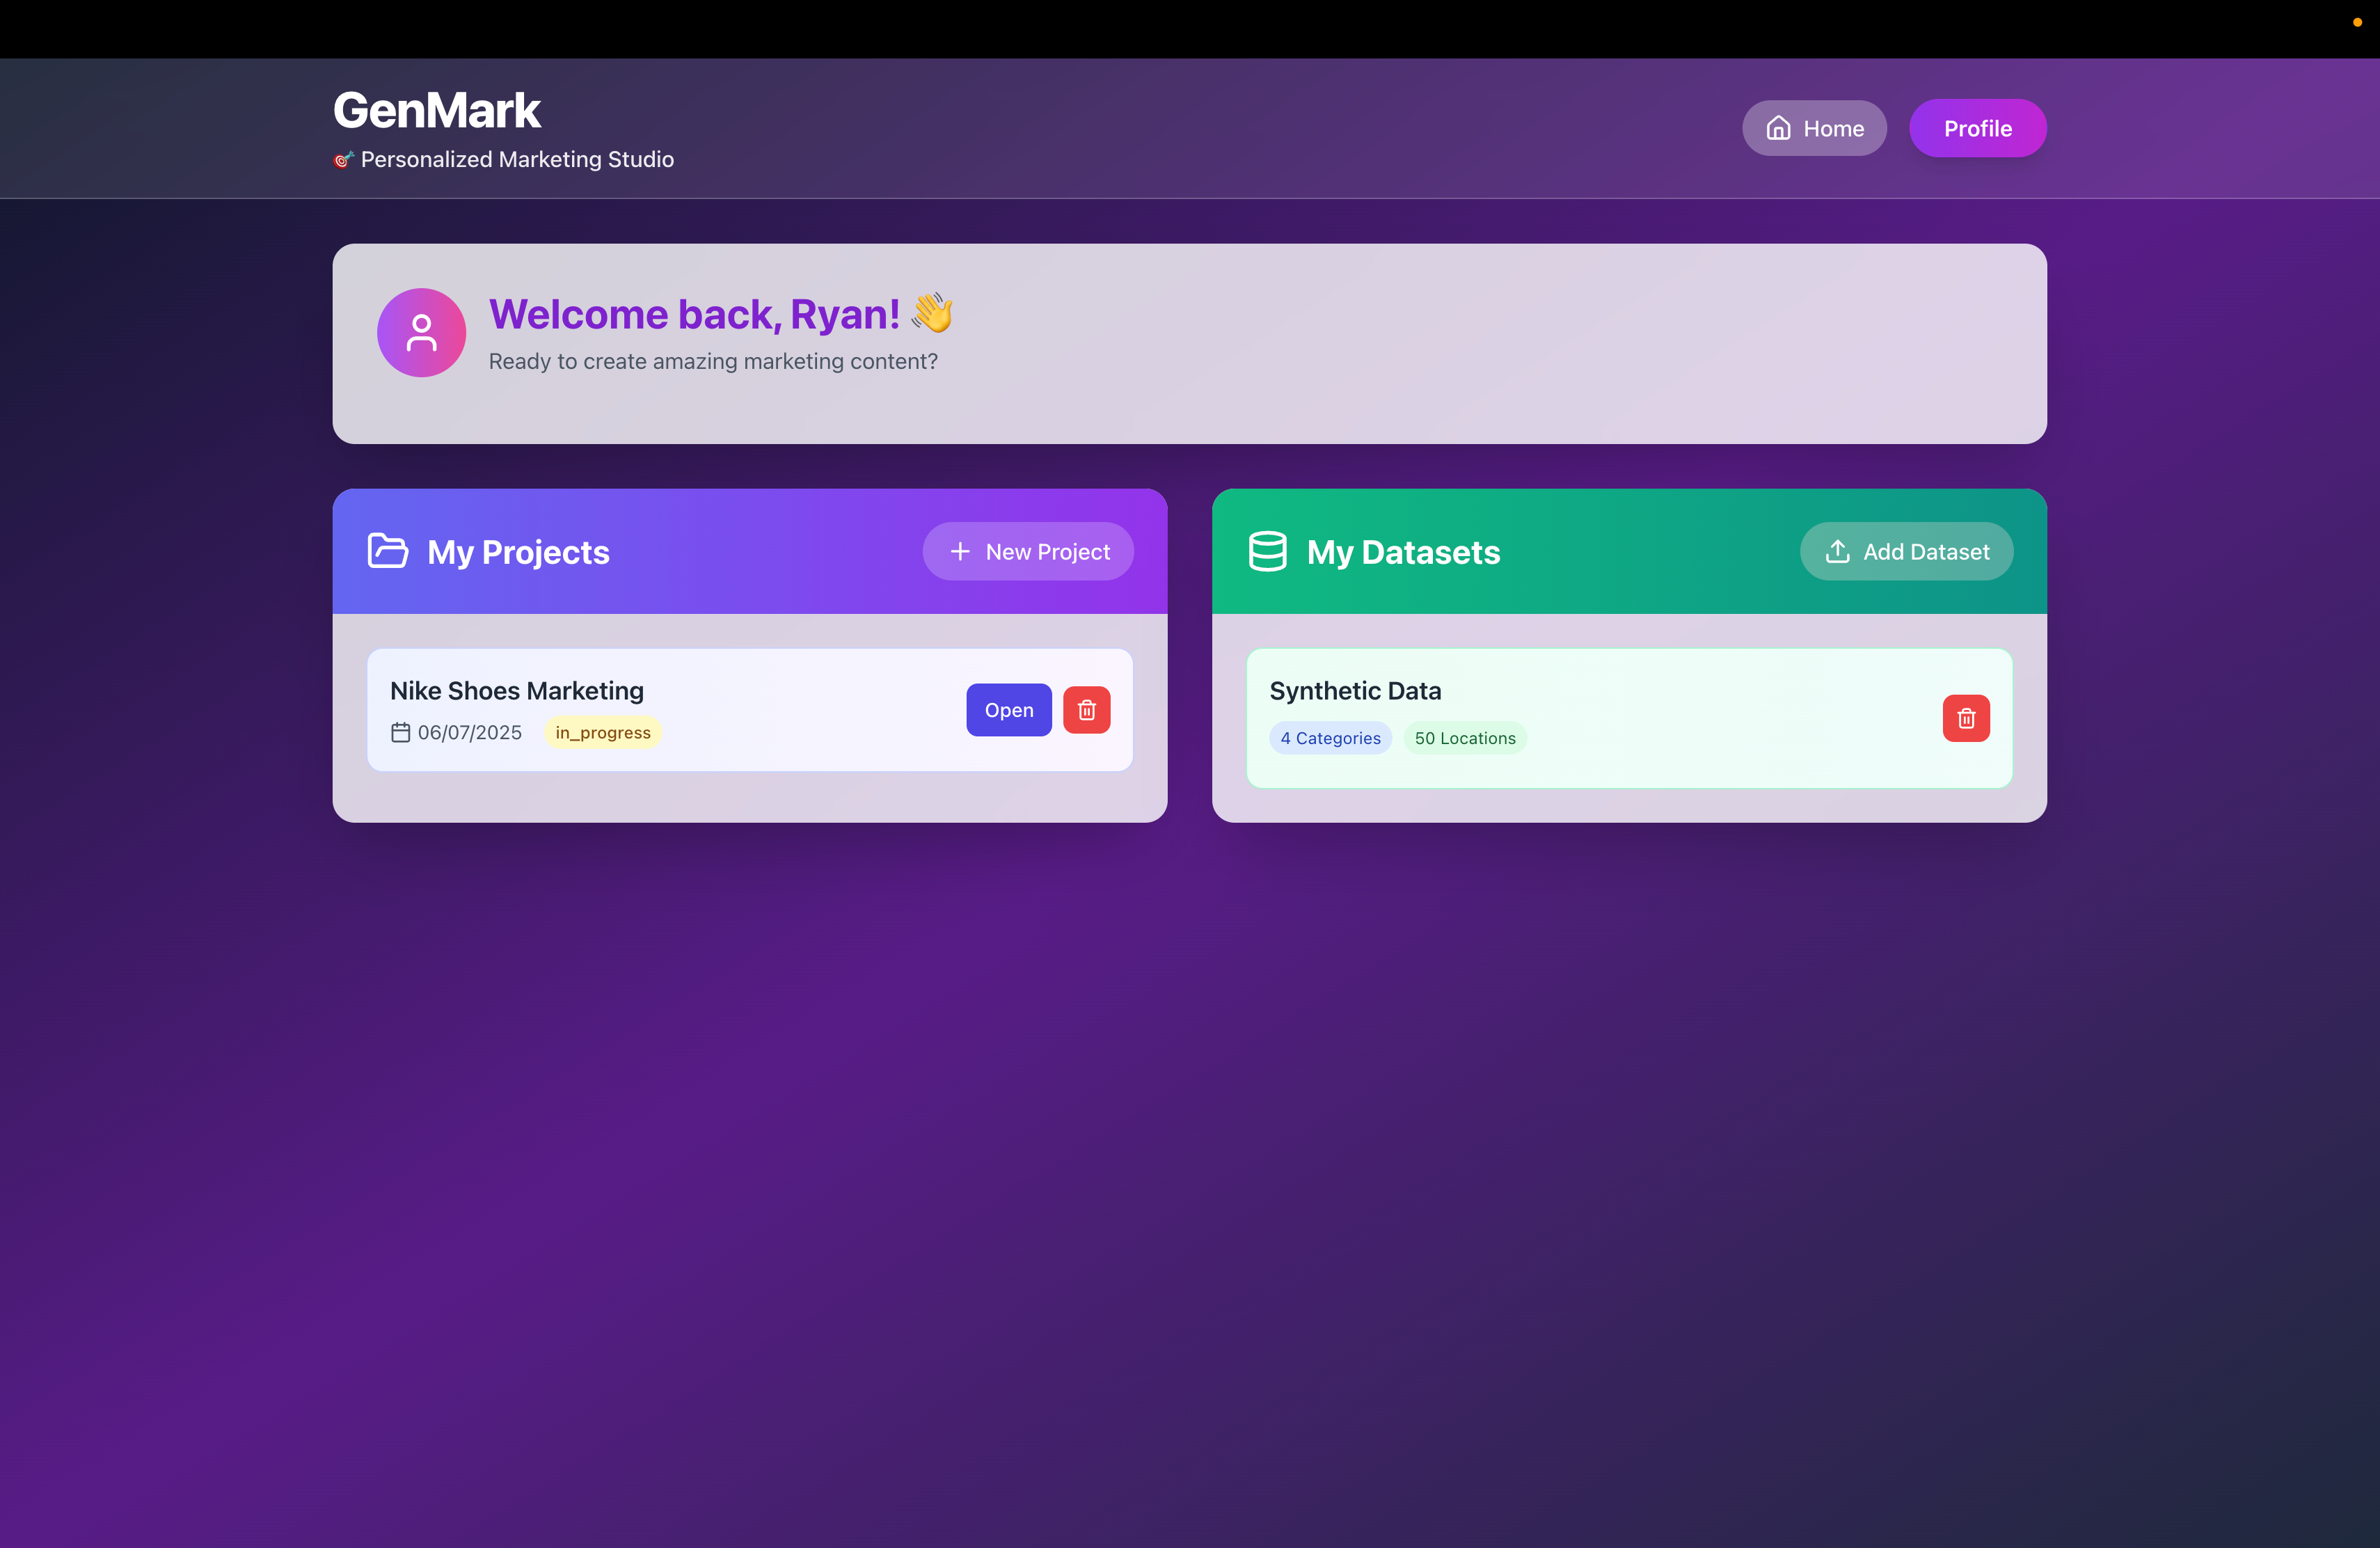 GenMark
🎯 Personalized Marketing Studio
Home
Profile
Welcome back, Ryan! 👋
Ready to create amazing marketing content?
My Projects
New Project
Nike Shoes Marketing
06/07/2025 in_progress
Open
My Datasets
Add Dataset
Synthetic Data
4 Categories 50 Locations